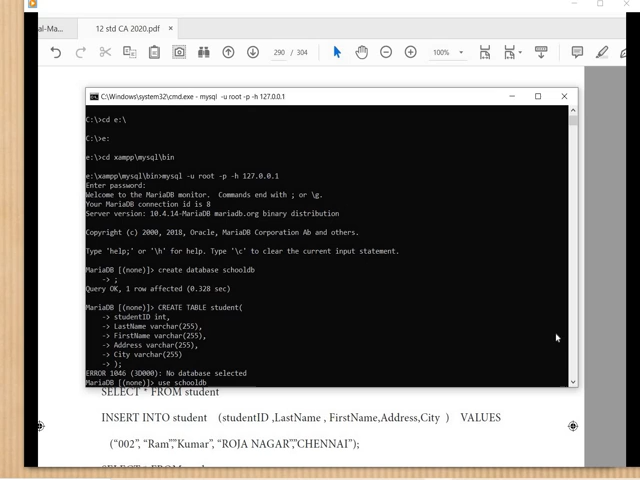 al-Ma...
12 std CA 2020.pdf ×
290 / 304
100%
C:\Windows\system32\cmd.exe - mysql -u root -p -h 127.0.0.1
C:\>cd e:\
C:\>e:
e:\>cd xampp\mysql\bin
e:\xampp\mysql\bin>mysql -u root -p -h 127.0.0.1
Enter password:
Welcome to the MariaDB monitor.  Commands end with ; or \g.
Your MariaDB connection id is 8
Server version: 10.4.14-MariaDB mariadb.org binary distribution
Copyright (c) 2000, 2018, Oracle, MariaDB Corporation Ab and others.
Type 'help;' or '\h' for help. Type '\c' to clear the current input statement.
MariaDB [(none)]> create database schooldb
-> ;
Query OK, 1 row affected (0.328 sec)
MariaDB [(none)]> CREATE TABLE student(
-> studentID int,
-> LastName varchar(255),
-> FirstName varchar(255),
-> Address varchar(255),
-> City varchar(255)
-> );
ERROR 1046 (3D000): No database selected
MariaDB [(none)]> use schooldb
SELECT * FROM student
INSERT INTO student (studentID ,LastName , FirstName,Address,City ) VALUES
(“002”, “Ram”,”Kumar”, “ROJA NAGAR”,”CHENNAI”);